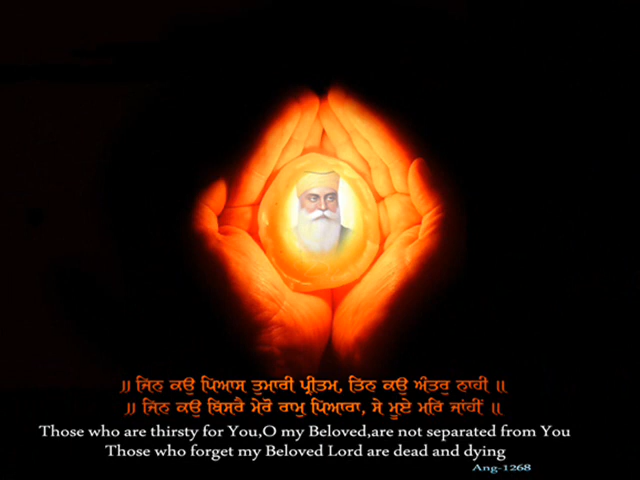 ॥ ਜਿਨ ਕਉ ਪਿਆਸ ਤੁਮਾਰੀ ਪ੍ਰੀਤਮ, ਤਿਨ ਕਉ ਅੰਤਰੁ ਨਾਹੀ ॥
॥ ਜਿਨ ਕਉ ਬਿਸਰੈ ਮੇਰੋ ਰਾਮੁ ਪਿਆਰਾ, ਸੇ ਮੂਏ ਮਰਿ ਜਾਂਹੀਂ ॥
Those who are thirsty for You,O my Beloved,are not separated from You
Those who forget my Beloved Lord are dead and dying
Ang-1268